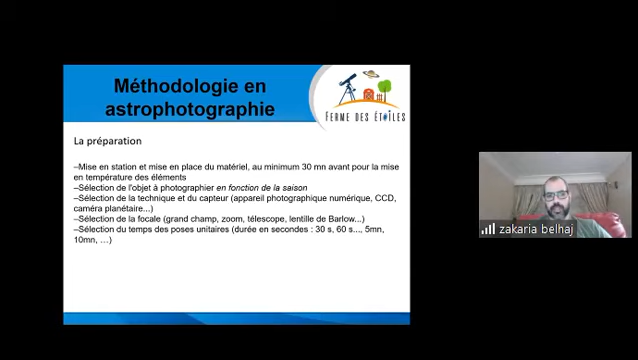 Méthodologie en
astrophotographie
FERME DES ÉTOILES
La préparation
–Mise en station et mise en place du matériel, au minimum 30 mn avant pour la mise
en température des éléments
–Sélection de l'objet à photographier en fonction de la saison
–Sélection de la technique et du capteur (appareil photographique numérique, CCD,
caméra planétaire...)
–Sélection de la focale (grand champ, zoom, télescope, lentille de Barlow...)
–Sélection du temps des poses unitaires (durée en secondes : 30 s, 60 s..., 5mn,
10mn, …)
zakaria belhaj